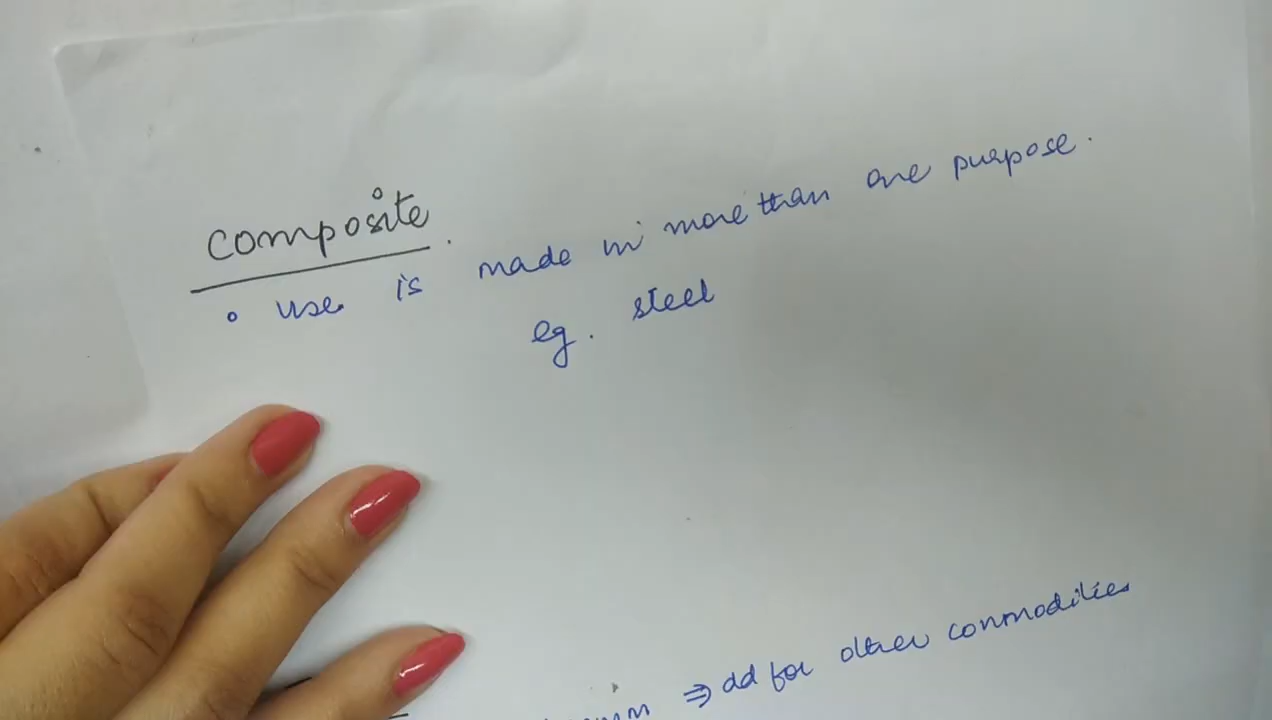 composite.
• use is made in more than one purpose.
eg. steel
⇒ dd for other commodities